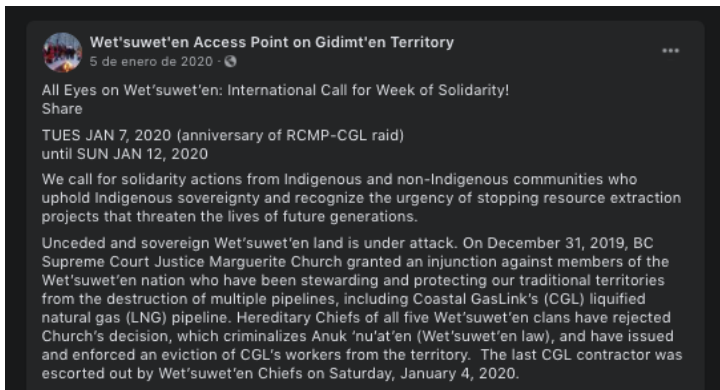 Wet'suwet'en Access Point on Gidimt'en Territory
5 de enero de 2020 ·
All Eyes on Wet'suwet'en: International Call for Week of Solidarity!
Share
TUES JAN 7, 2020 (anniversary of RCMP-CGL raid)
until SUN JAN 12, 2020
We call for solidarity actions from Indigenous and non-Indigenous communities who
uphold Indigenous sovereignty and recognize the urgency of stopping resource extraction
projects that threaten the lives of future generations.
Unceded and sovereign Wet'suwet'en land is under attack. On December 31, 2019, BC
Supreme Court Justice Marguerite Church granted an injunction against members of the
Wet'suwet'en nation who have been stewarding and protecting our traditional territories
from the destruction of multiple pipelines, including Coastal GasLink's (CGL) liquified
natural gas (LNG) pipeline. Hereditary Chiefs of all five Wet'suwet'en clans have rejected
Church's decision, which criminalizes Anuk 'nu'at'en (Wet'suwet'en law), and have issued
and enforced an eviction of CGL's workers from the territory.  The last CGL contractor was
escorted out by Wet'suwet'en Chiefs on Saturday, January 4, 2020.